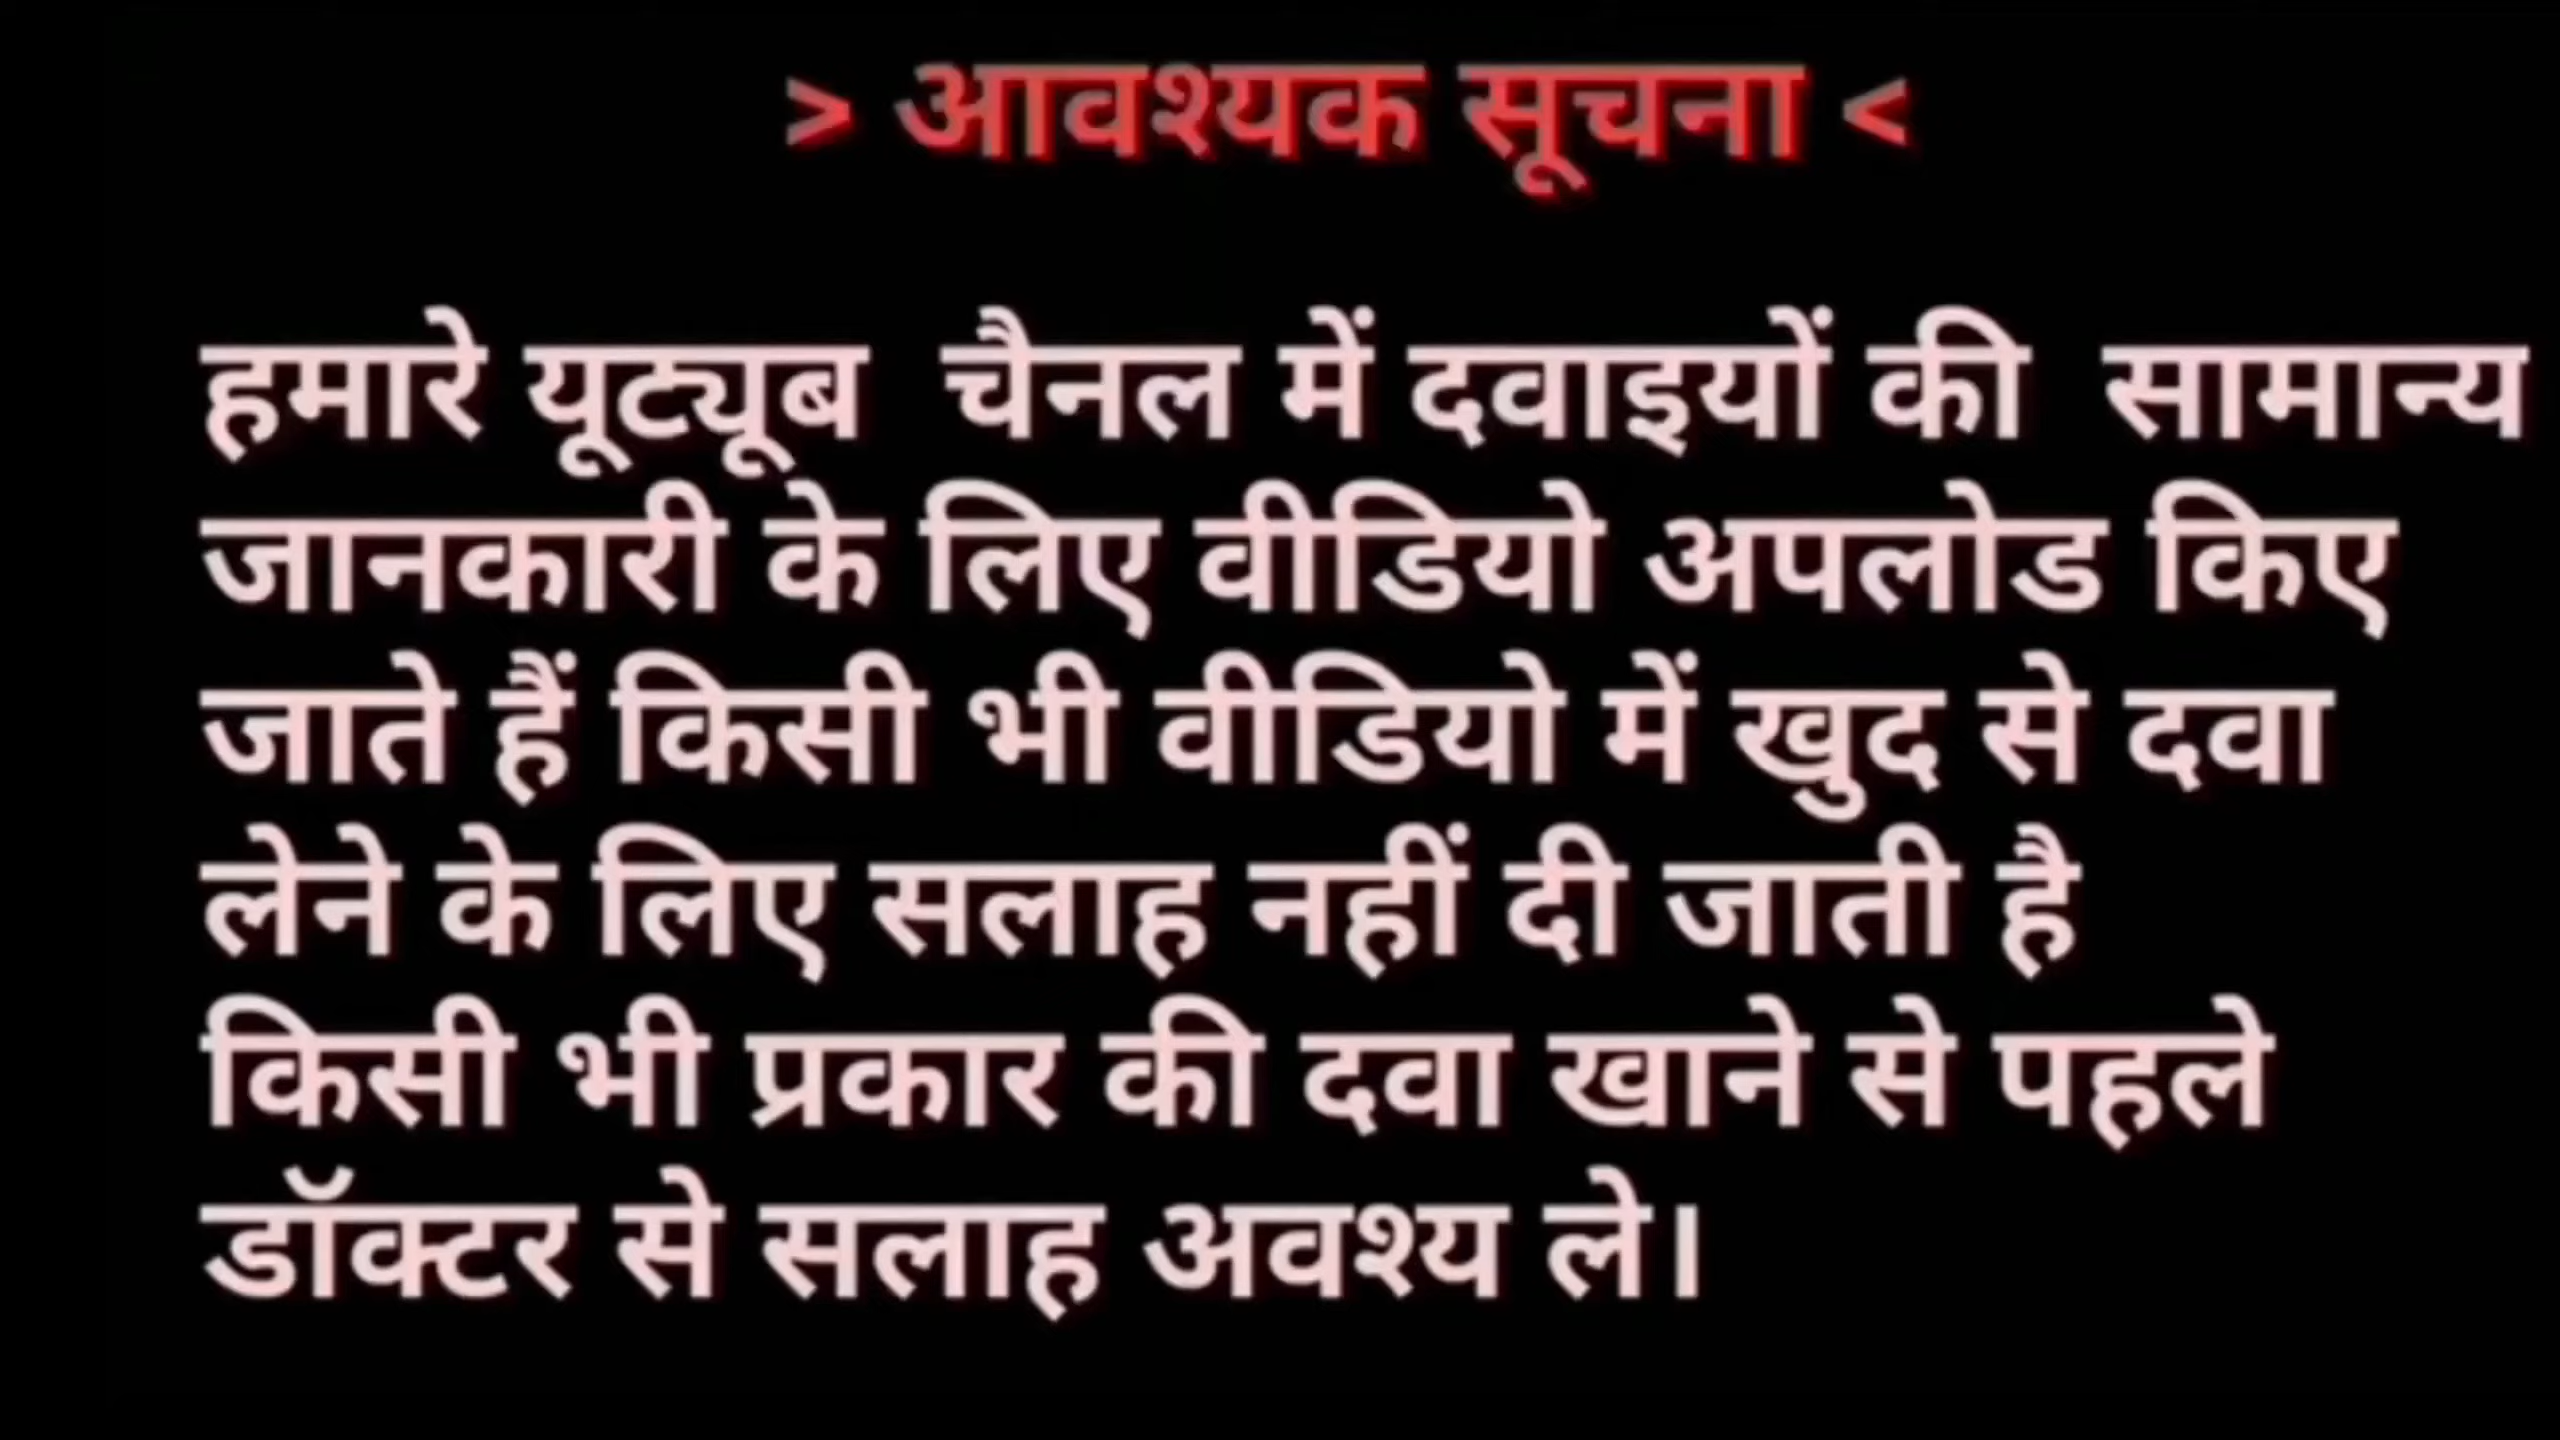 > आवश्यक सूचना <
हमारे यूट्यूब चैनल में दवाइयों की सामान्य
जानकारी के लिए वीडियो अपलोड किए
जाते हैं किसी भी वीडियो में खुद से दवा
लेने के लिए सलाह नहीं दी जाती है
किसी भी प्रकार की दवा खाने से पहले
डॉक्टर से सलाह अवश्य ले।